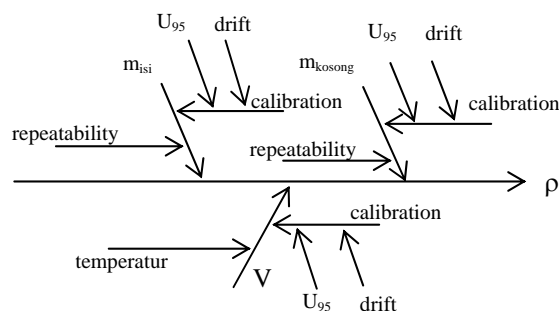 U₉₅ drift
m_isi
calibration
repeatability
U₉₅ drift
m_kosong
calibration
repeatability
ρ
calibration
temperatur
V
U₉₅ drift